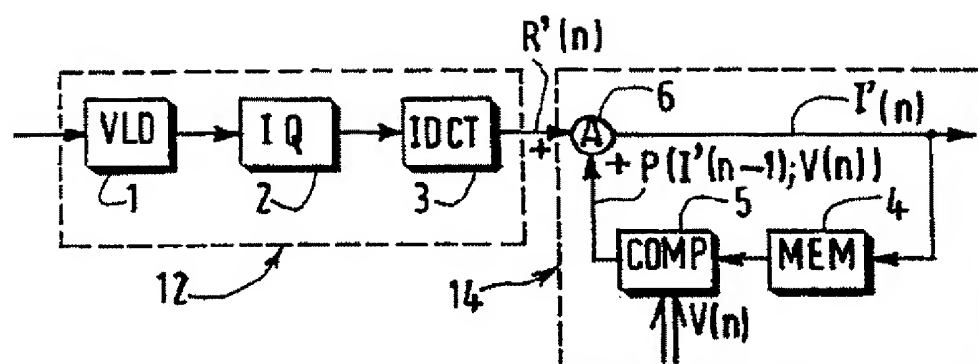 R'(n)
6
I'(n)
VLD
IQ
IDCT
+
A
+ P(I'(n-1);V(n))
1
2
3
5
4
COMP
MEM
12
14
V(n)